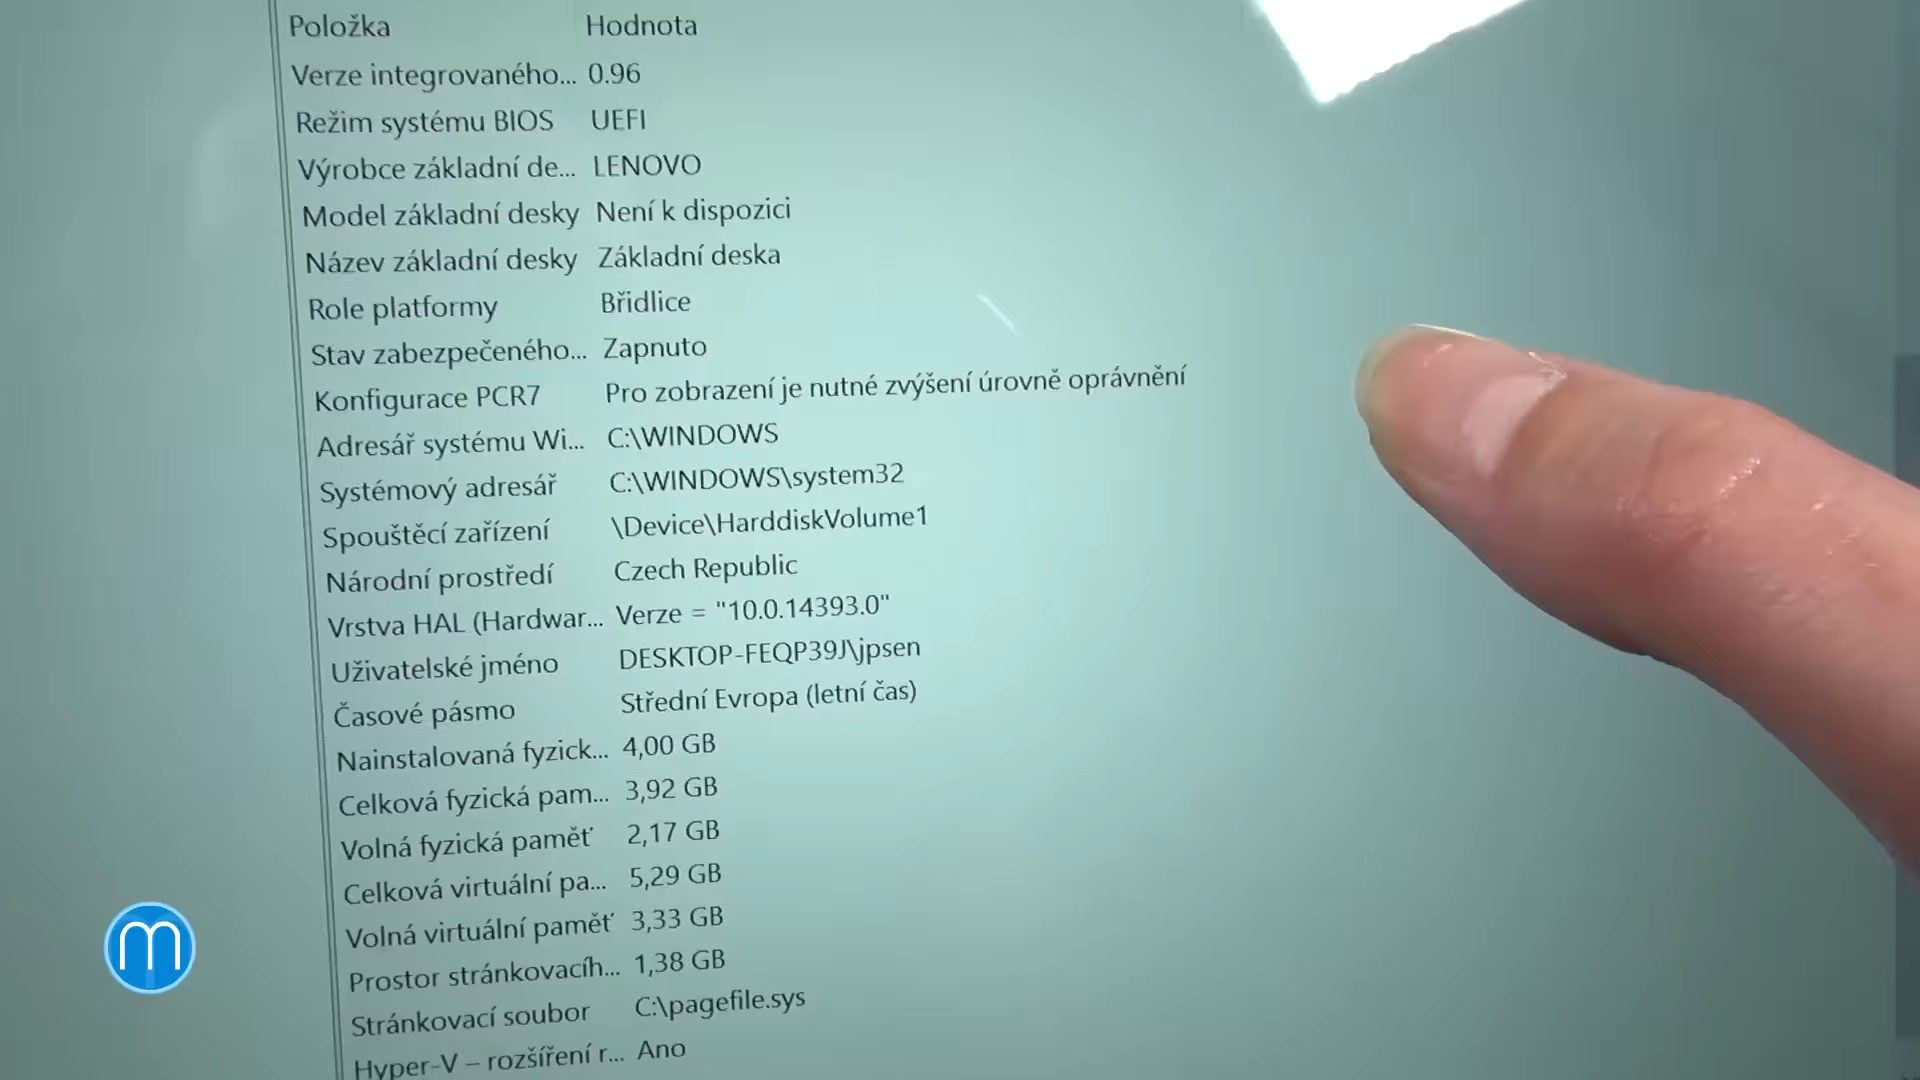 Položka Hodnota
Verze integrovaného... 0.96
Režim systému BIOS UEFI
Výrobce základní de... LENOVO
Model základní desky Není k dispozici
Název základní desky Základní deska
Role platformy Břidlice
Stav zabezpečeného... Zapnuto
Konfigurace PCR7 Pro zobrazení je nutné zvýšení úrovně oprávnění
Adresář systému Wi... C:\WINDOWS
Systémový adresář C:\WINDOWS\system32
Spouštěcí zařízení \Device\HarddiskVolume1
Národní prostředí Czech Republic
Vrstva HAL (Hardwar... Verze = "10.0.14393.0"
Uživatelské jméno DESKTOP-FEQP39J\jpsen
Časové pásmo Střední Evropa (letní čas)
Nainstalovaná fyzick... 4,00 GB
Celková fyzická pam... 3,92 GB
Volná fyzická paměť 2,17 GB
Celková virtuální pa... 5,29 GB
Volná virtuální paměť 3,33 GB
Prostor stránkovacíh... 1,38 GB
Stránkovací soubor C:\pagefile.sys
Hyper-V – rozšíření r... Ano
m